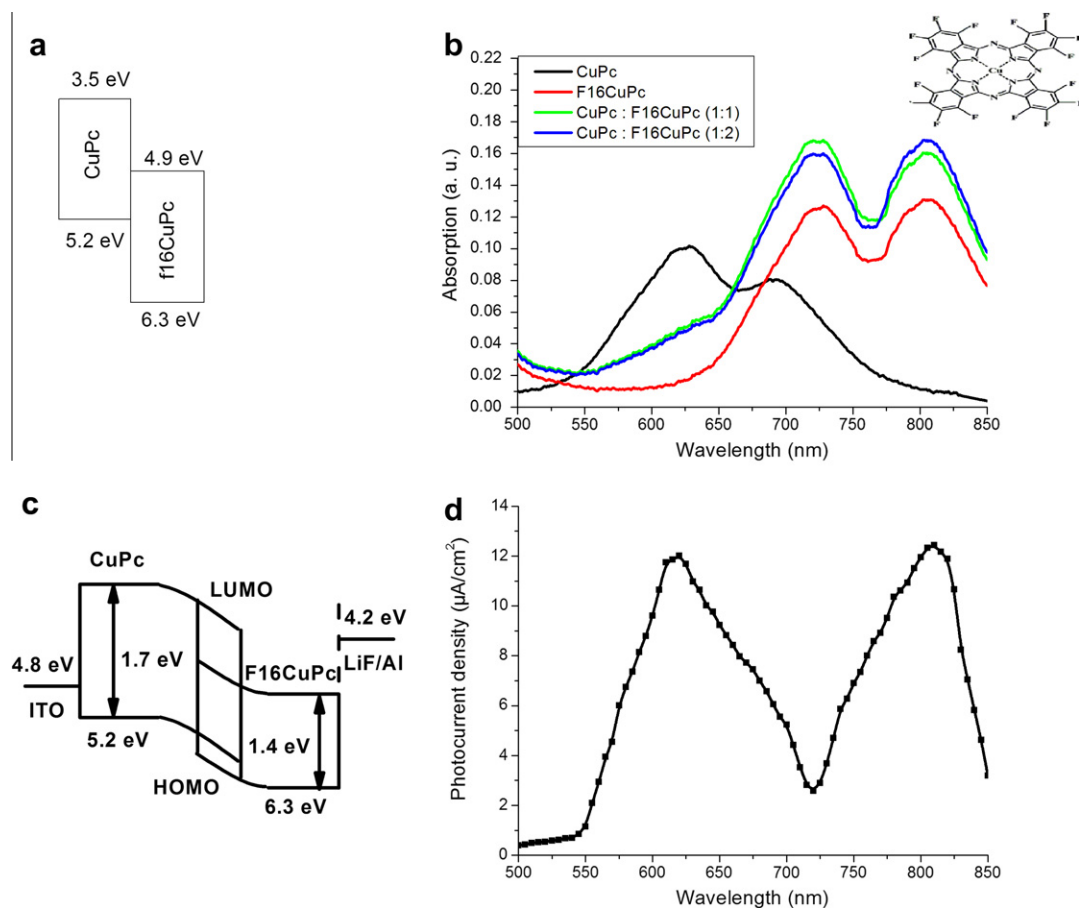 a
3.5 eV
CuPc
4.9 eV
5.2 eV
f16CuPc
6.3 eV
b
CuPc
F16CuPc
CuPc : F16CuPc (1:1)
CuPc : F16CuPc (1:2)
0.22
0.20
0.18
0.16
0.14
0.12
0.10
0.08
0.06
0.04
0.02
0.00
Absorption (a. u.)
500 550 600 650 700 750 800 850
Wavelength (nm)
F F
F F
F F
F F
N N
N N
N Cu N
N N
F F
F F
F
F F
F F
c
CuPc
LUMO
4.2 eV
4.8 eV
1.7 eV
F16CuPc
LiF/Al
ITO
5.2 eV
1.4 eV
HOMO
6.3 eV
d
14
12
10
8
6
4
2
0
Photocurrent density (µA/cm²)
500 550 600 650 700 750 800 850
Wavelength (nm)